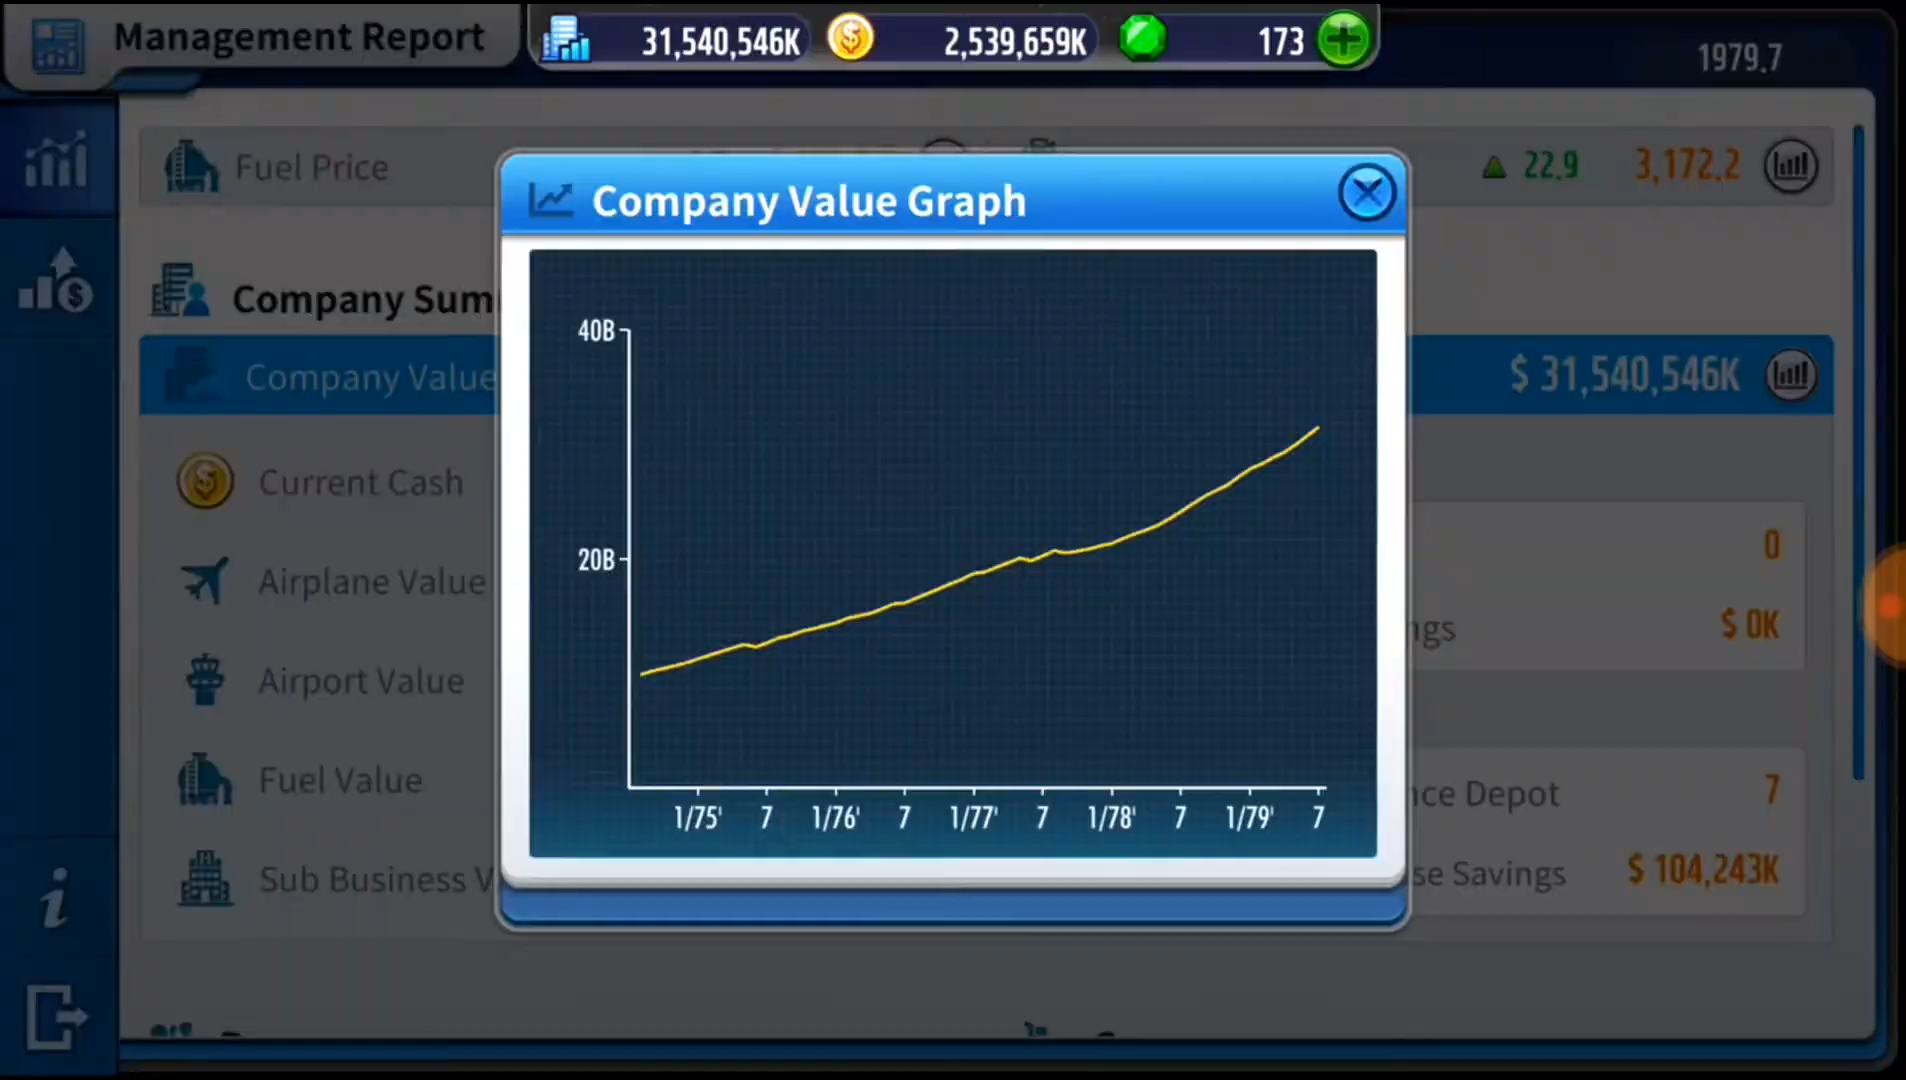 Management Report
31,540,546K
2,539,659K
173
1979.7
Fuel Price
22.9
3,172.2
Company Value Graph
Company Sum
Company Value
$ 31,540,546K
40B
20B
1/75' 7 1/76' 7 1/77' 7 1/78' 7 1/79' 7
Current Cash
0
Airplane Value
ngs
$ 0K
Airport Value
Fuel Value
nce Depot
7
Sub Business V
se Savings
$ 104,243K
i